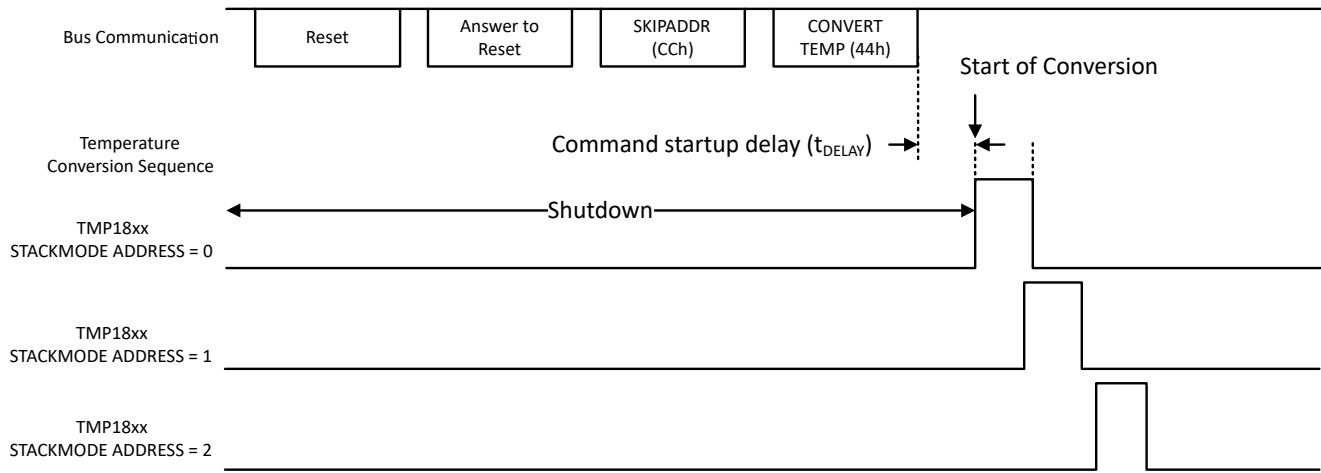 Bus Communication
Reset
Answer to
Reset
SKIPADDR
(CCh)
CONVERT
TEMP (44h)
Start of Conversion
Command startup delay (tDELAY)
Temperature
Conversion Sequence
Shutdown
TMP18xx
STACKMODE ADDRESS = 0
TMP18xx
STACKMODE ADDRESS = 1
TMP18xx
STACKMODE ADDRESS = 2